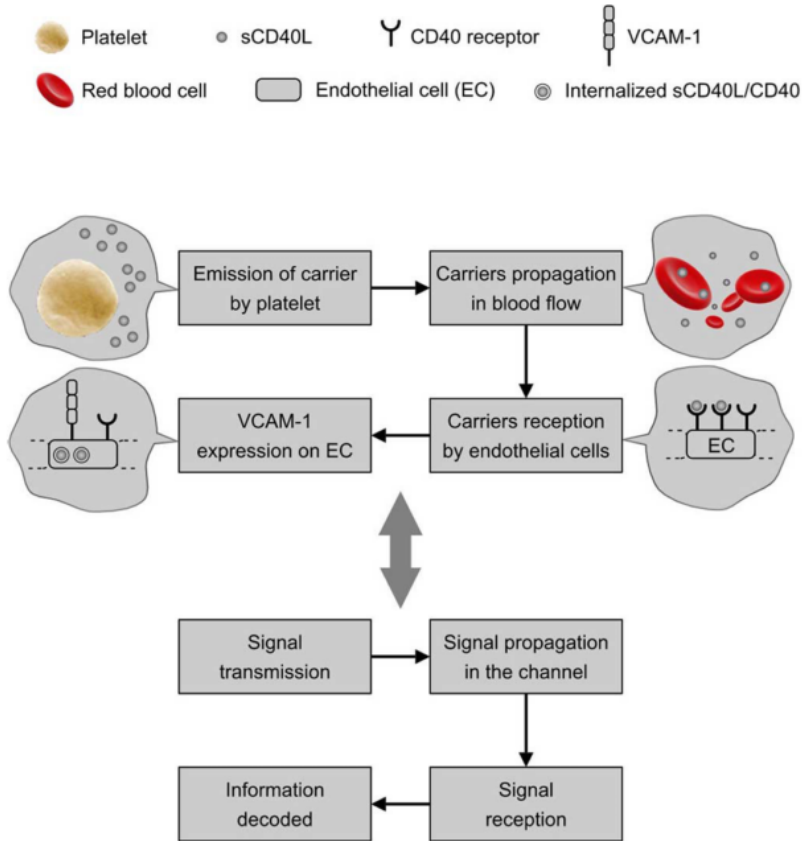 Platelet
sCD40L
CD40 receptor
VCAM-1
Red blood cell
Endothelial cell (EC)
Internalized sCD40L/CD40
Emission of carrier
by platelet
Carriers propagation
in blood flow
VCAM-1
expression on EC
Carriers reception
by endothelial cells
EC
Signal
transmission
Signal propagation
in the channel
Information
decoded
Signal
reception